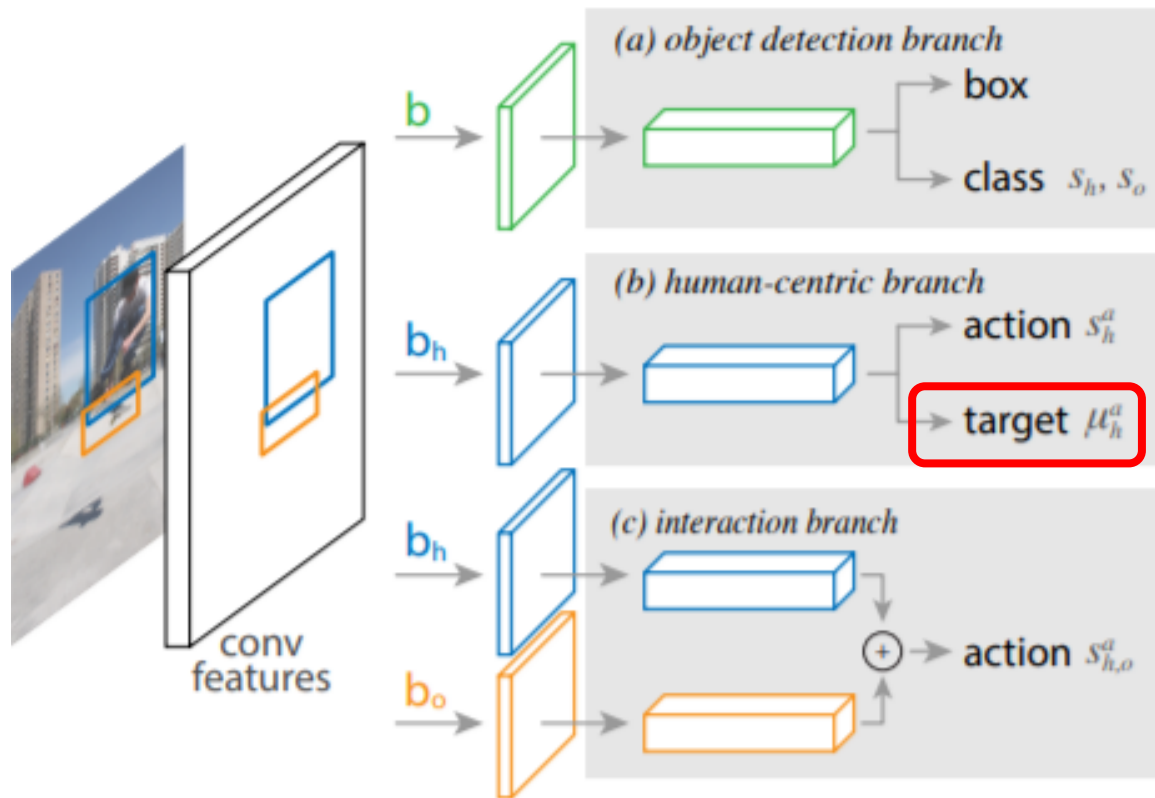 (a) object detection branch
b
box
class s_h, s_o
(b) human-centric branch
b_h
action s_h^a
target μ_h^a
(c) interaction branch
b_h
conv
features
+
action s_{h,o}^a
b_o